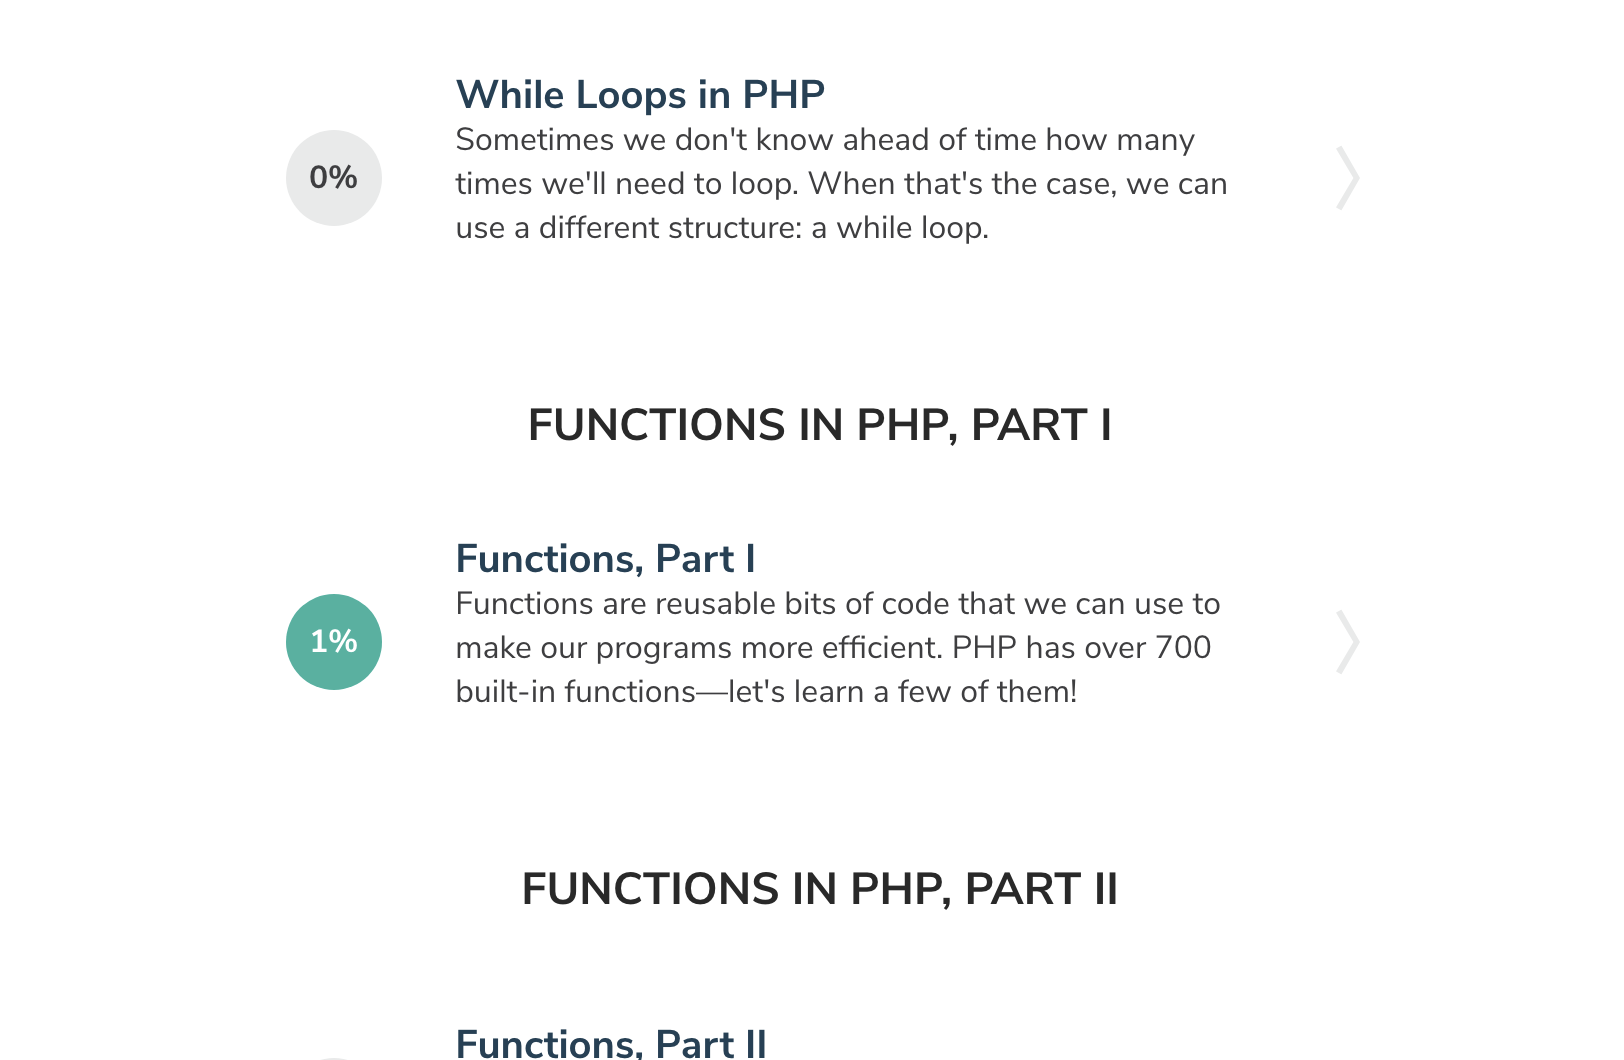 While Loops in PHP
0%
Sometimes we don't know ahead of time how many
times we'll need to loop. When that's the case, we can
use a different structure: a while loop.
FUNCTIONS IN PHP, PART I
Functions, Part I
1%
Functions are reusable bits of code that we can use to
make our programs more efficient. PHP has over 700
built-in functions—let's learn a few of them!
FUNCTIONS IN PHP, PART II
Functions, Part II